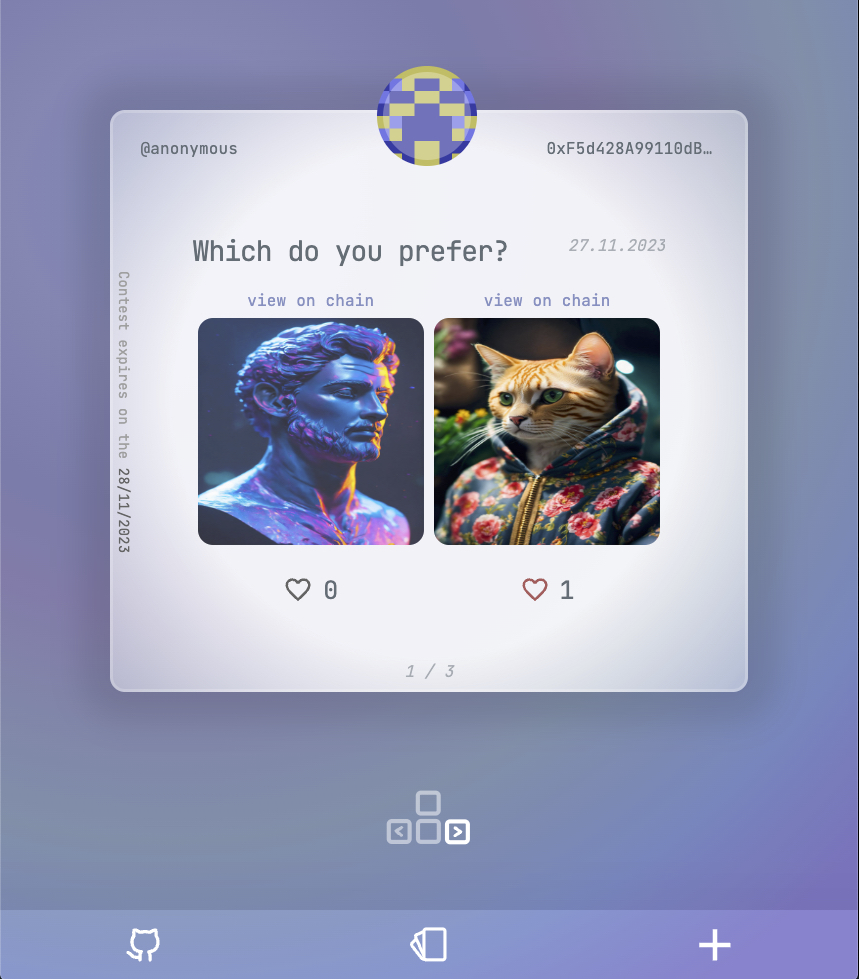 @anonymous
0xF5d428A99110dB…
Which do you prefer?
27.11.2023
view on chain
view on chain
Contest expires on the 28/11/2023
0
1
1 / 3